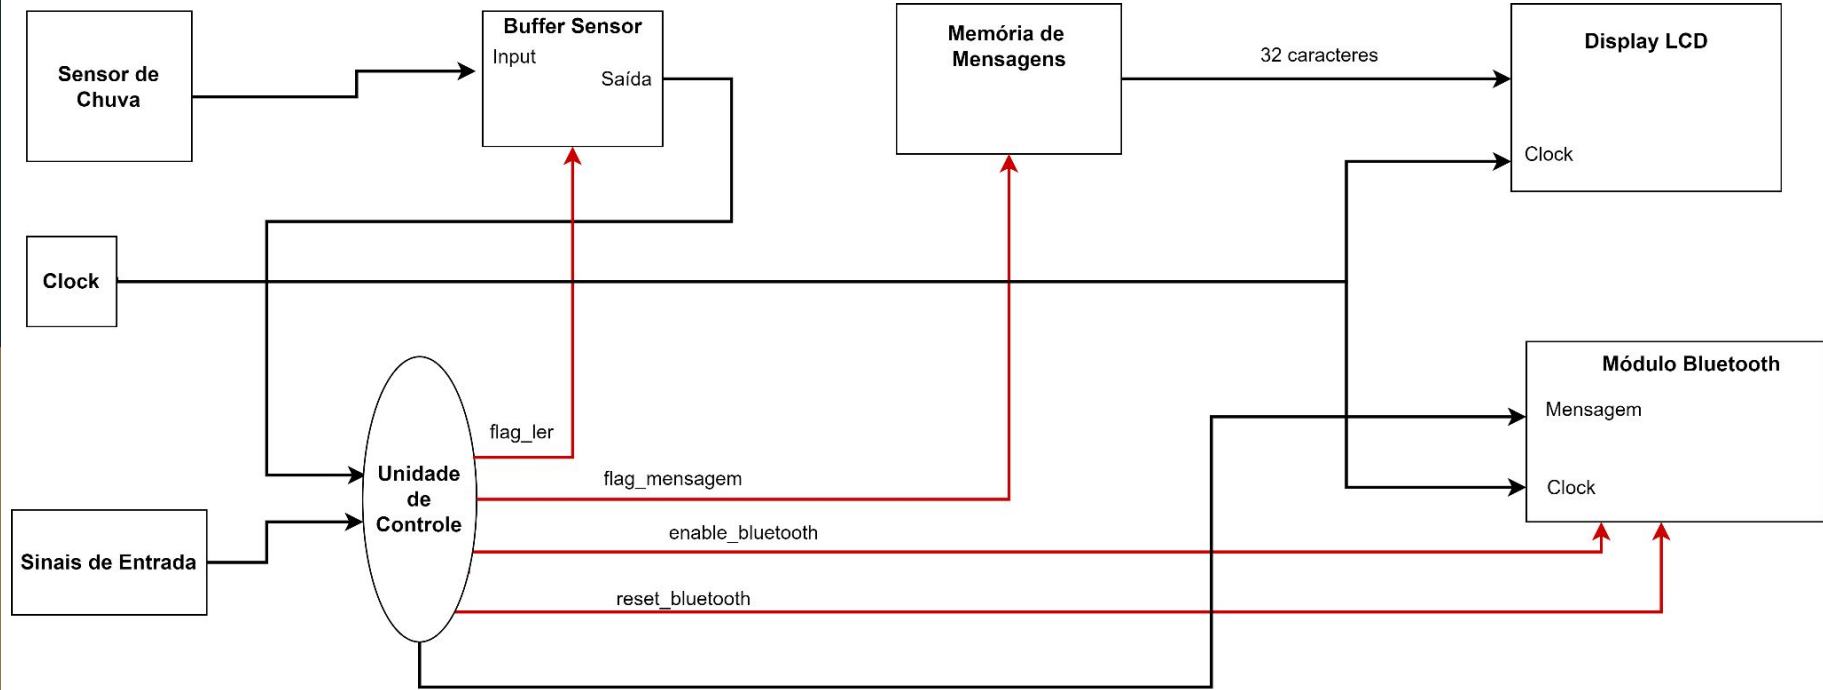 Sensor de
Chuva
Buffer Sensor
Input
Saída
Memória de
Mensagens
32 caracteres
Display LCD
Clock
Clock
Unidade
de
Controle
Sinais de Entrada
flag_ler
flag_mensagem
enable_bluetooth
reset_bluetooth
Módulo Bluetooth
Mensagem
Clock